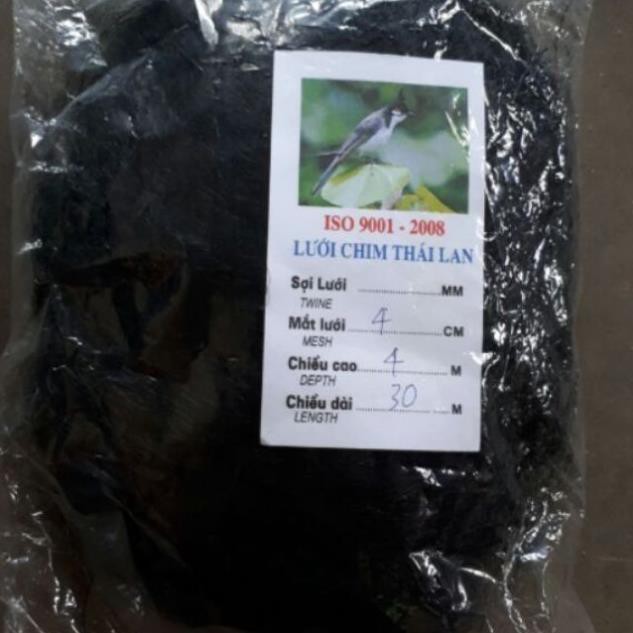 ISO 9001 - 2008
LƯỚI CHIM THÁI LAN
Sợi Lưới ........................ MM
TWINE
Mắt lưới 4 CM
MESH
Chiều cao 4 M
DEPTH
Chiều dài 30 M
LENGTH